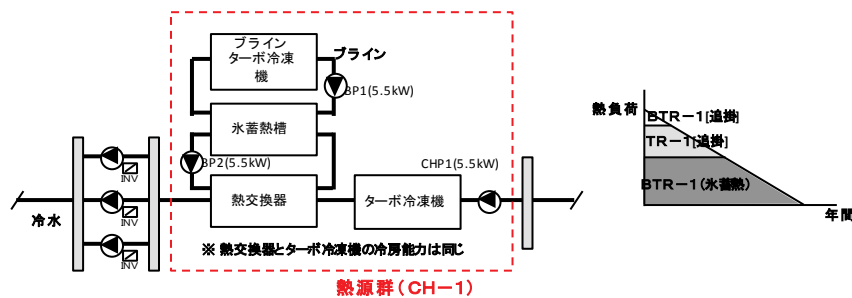 ブライン
ターボ冷凍
機
ブライン
BP1(5.5kW)
氷蓄熱槽
BP2(5.5kW)
熱交換器
ターボ冷凍機
CHP1(5.5kW)
INV
INV
INV
冷水
※ 熱交換器とターボ冷凍機の冷房能力は同じ
熱源群(CH-1)
熱負荷
BTR-1[追掛]
TR-1[追掛]
BTR-1(氷蓄熱)
年間